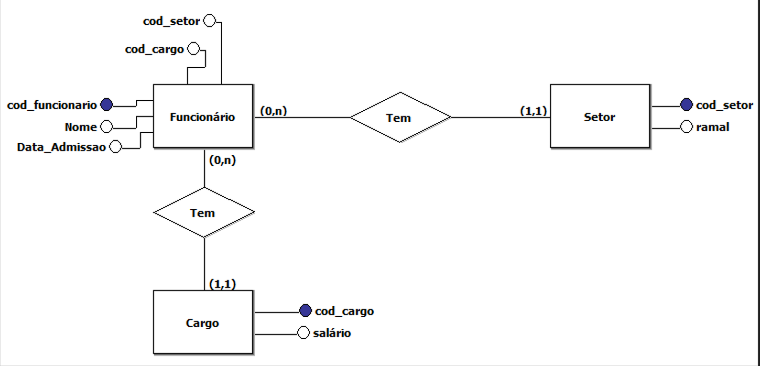 cod_setor
cod_cargo
cod_funcionario
Nome
Data_Admissao
Funcionário
(0,n)
Tem
(1,1)
Setor
cod_setor
ramal
(0,n)
Tem
(1,1)
Cargo
cod_cargo
salário